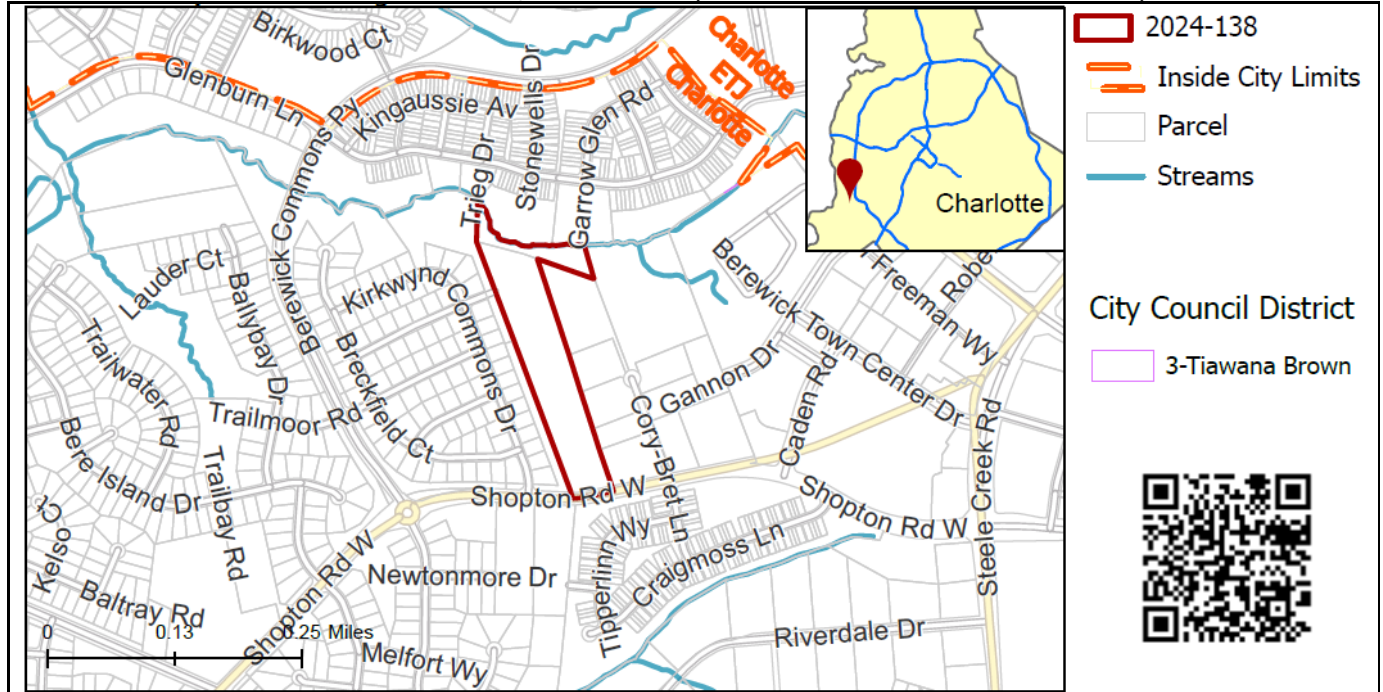 Birkwood Ct
Glenburn Ln
Kingaussie Av
Stonewells Dr
Garrow Glen Rd
Trieg Dr
Charlotte
ETJ
Charlotte
Berewick Commons Py
Lauder Ct
Ballybay Dr
Kirkwynd
Commons Dr
Breckfield Ct
Trailwater Rd
Trailmoor Rd
Bere Island Dr
Trailbay Rd
Kelso Ct
Baltray Rd
Shopton Rd W
Shopton Rd W
Newtonmore Dr
Melfort Wy
Tipperlinn Wy
Craigmoss Ln
Cory-Bret Ln
Gannon Dr
Caden Rd
Berewick Town Center Dr
Freeman Wy
Robe
Shopton Rd W
Steele Creek Rd
Riverdale Dr
0 0.13 0.25 Miles
Charlotte
2024-138
Inside City Limits
Parcel
Streams
City Council District
3-Tiawana Brown